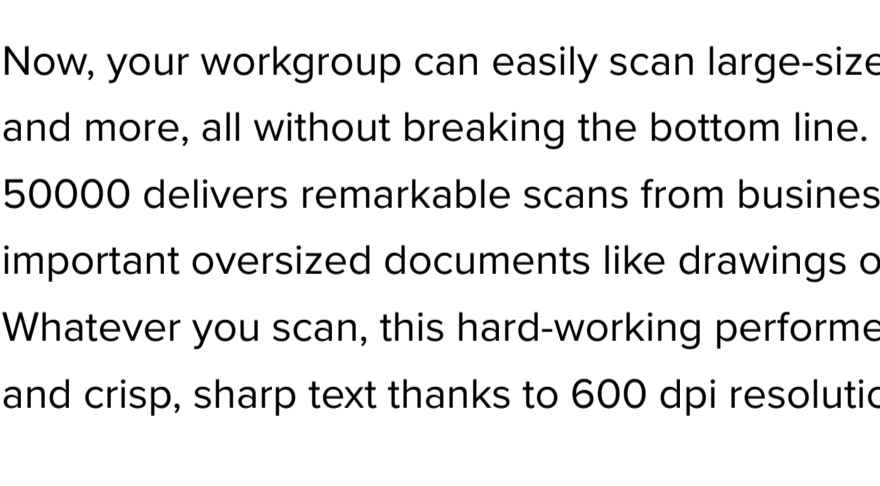 Now, your workgroup can easily scan large-size
and more, all without breaking the bottom line.
50000 delivers remarkable scans from busines
important oversized documents like drawings o
Whatever you scan, this hard-working performe
and crisp, sharp text thanks to 600 dpi resolutio